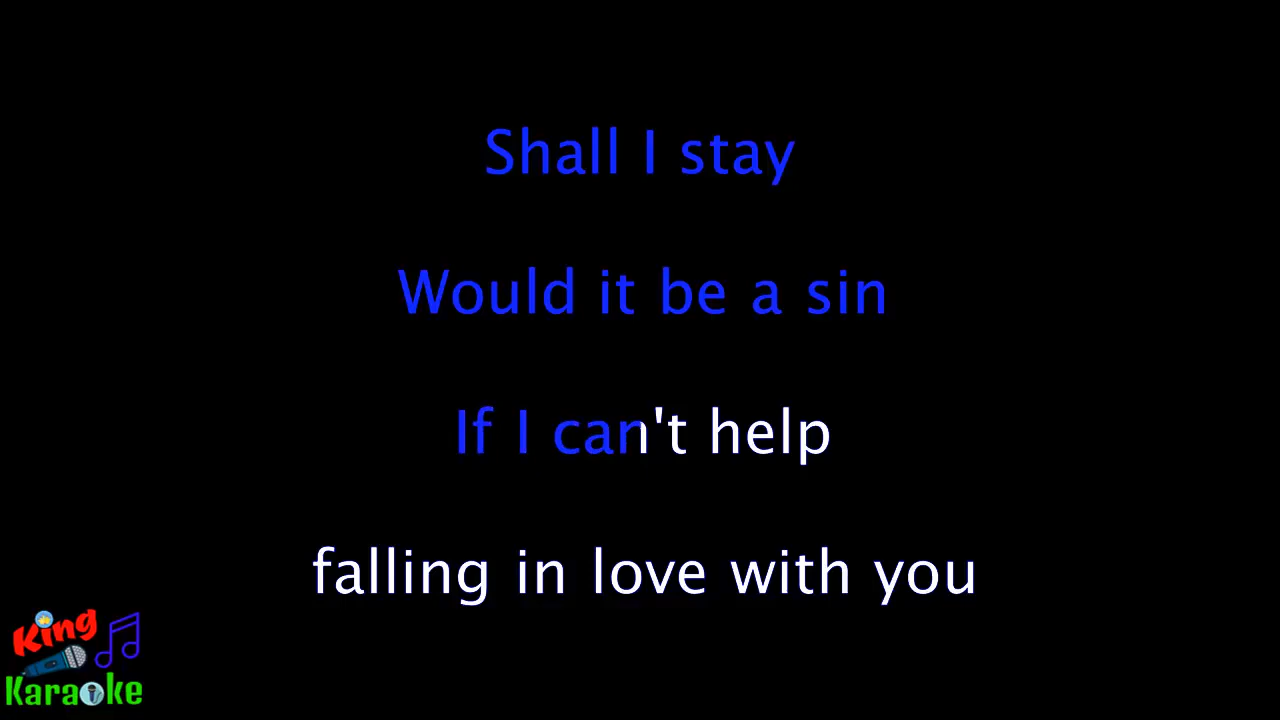 Shall I stay
Would it be a sin
If I can't help
falling in love with you
King
Karaoke